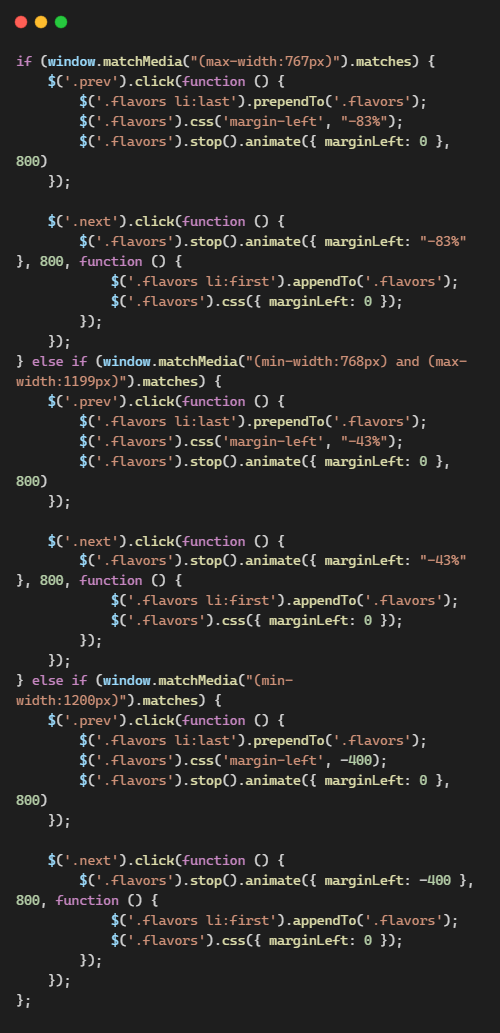 if (window.matchMedia("(max-width:767px)").matches) {
    $('.prev').click(function () {
        $('.flavors li:last').prependTo('.flavors');
        $('.flavors').css('margin-left', "-83%");
        $('.flavors').stop().animate({ marginLeft: 0 },
800)
    });

    $('.next').click(function () {
        $('.flavors').stop().animate({ marginLeft: "-83%"
}, 800, function () {
            $('.flavors li:first').appendTo('.flavors');
            $('.flavors').css({ marginLeft: 0 });
        });
    });
} else if (window.matchMedia("(min-width:768px) and (max-
width:1199px)").matches) {
    $('.prev').click(function () {
        $('.flavors li:last').prependTo('.flavors');
        $('.flavors').css('margin-left', "-43%");
        $('.flavors').stop().animate({ marginLeft: 0 },
800)
    });

    $('.next').click(function () {
        $('.flavors').stop().animate({ marginLeft: "-43%"
}, 800, function () {
            $('.flavors li:first').appendTo('.flavors');
            $('.flavors').css({ marginLeft: 0 });
        });
    });
} else if (window.matchMedia("(min-
width:1200px)").matches) {
    $('.prev').click(function () {
        $('.flavors li:last').prependTo('.flavors');
        $('.flavors').css('margin-left', -400);
        $('.flavors').stop().animate({ marginLeft: 0 },
800)
    });

    $('.next').click(function () {
        $('.flavors').stop().animate({ marginLeft: -400 },
800, function () {
            $('.flavors li:first').appendTo('.flavors');
            $('.flavors').css({ marginLeft: 0 });
        });
    });
};